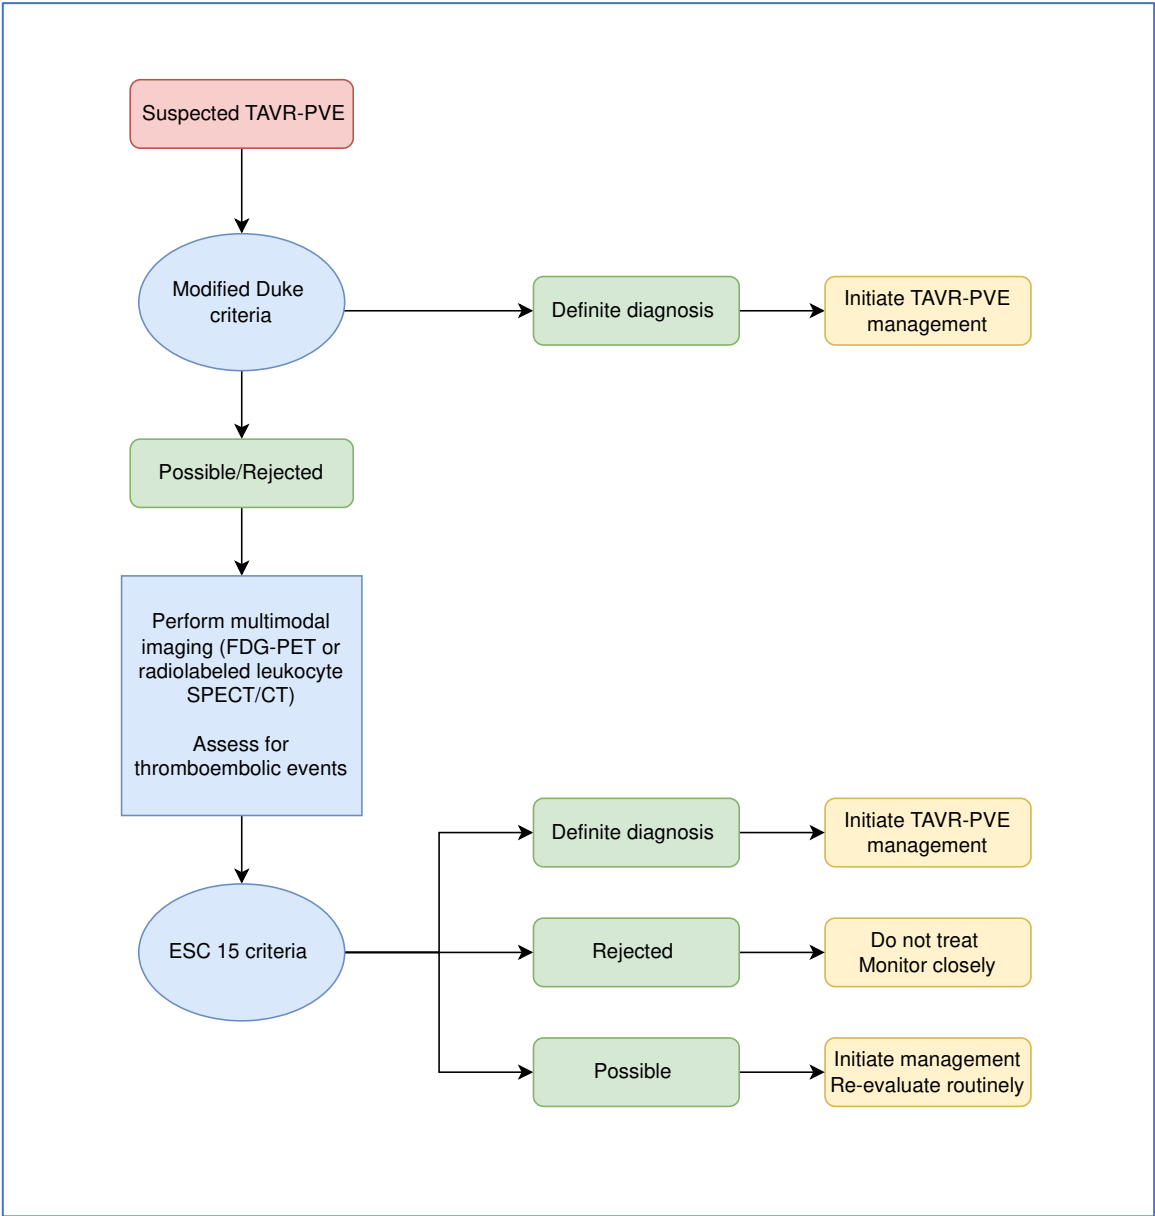 Suspected TAVR-PVE
Modified Duke
criteria
Definite diagnosis
Initiate TAVR-PVE
management
Possible/Rejected
Perform multimodal
imaging (FDG-PET or
radiolabeled leukocyte
SPECT/CT)
Assess for
thromboembolic events
ESC 15 criteria
Definite diagnosis
Initiate TAVR-PVE
management
Rejected
Do not treat
Monitor closely
Possible
Initiate management
Re-evaluate routinely